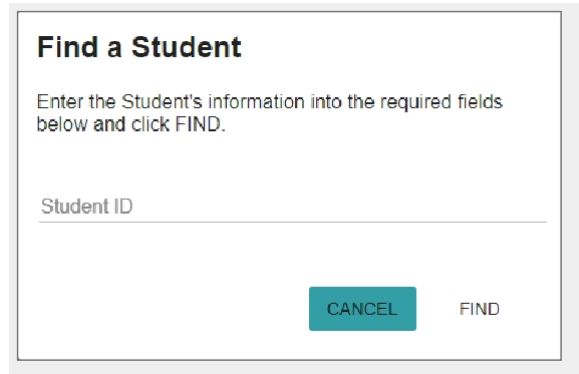 Find a Student
Enter the Student's information into the required fields
below and click FIND.
Student ID
CANCEL FIND